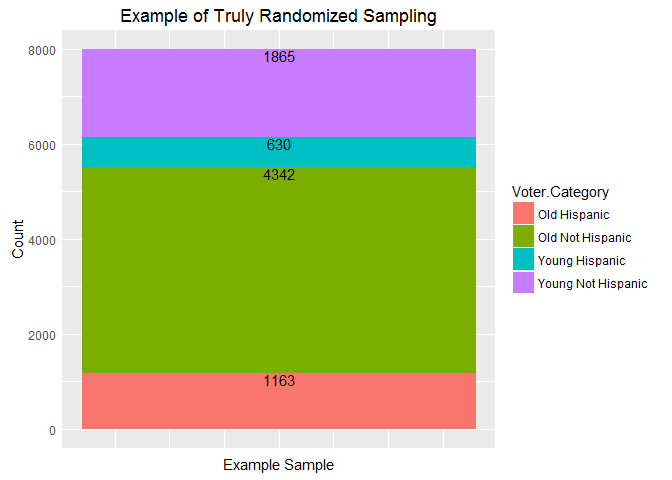 Example of Truly Randomized Sampling
8000
6000
4000
2000
0
Count
1865
630
4342
1163
Example Sample
Voter.Category
Old Hispanic
Old Not Hispanic
Young Hispanic
Young Not Hispanic